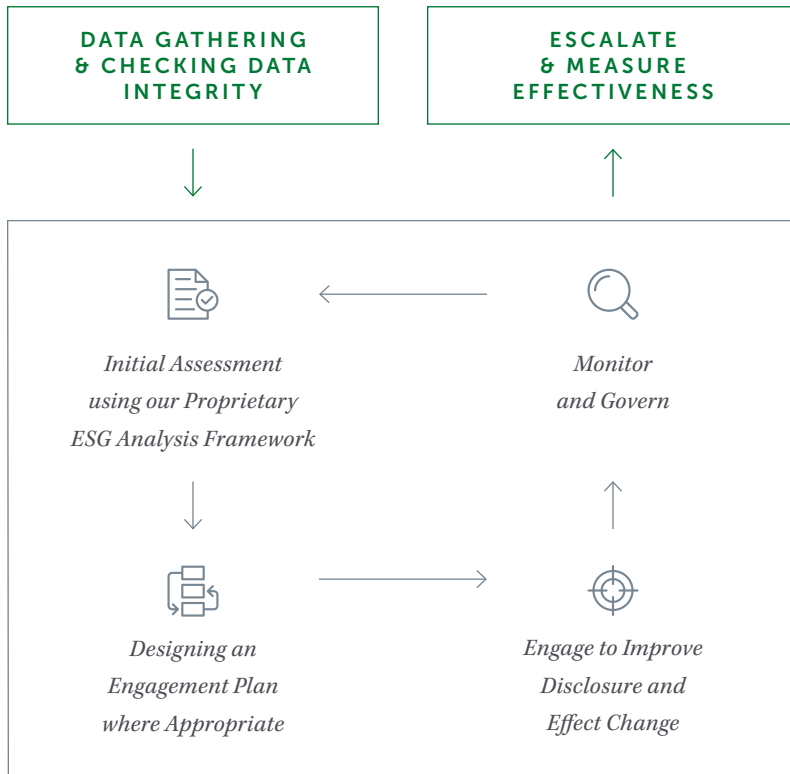 DATA GATHERING
& CHECKING DATA
INTEGRITY
ESCALATE
& MEASURE
EFFECTIVENESS
Initial Assessment
using our Proprietary
ESG Analysis Framework
Monitor
and Govern
Designing an
Engagement Plan
where Appropriate
Engage to Improve
Disclosure and
Effect Change